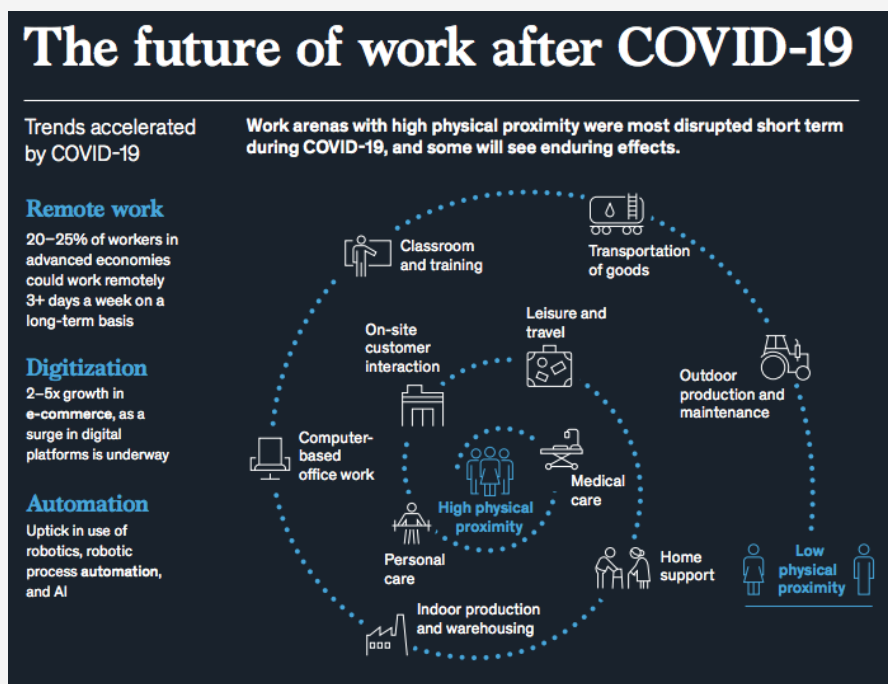 The future of work after COVID-19
Trends accelerated
by COVID-19
Work arenas with high physical proximity were most disrupted short term
during COVID-19, and some will see enduring effects.
Remote work
20–25% of workers in
advanced economies
could work remotely
3+ days a week on a
long-term basis
Digitization
2–5x growth in
e-commerce, as a
surge in digital
platforms is underway
Automation
Uptick in use of
robotics, robotic
process automation,
and AI
Classroom
and training
Transportation
of goods
Leisure and
travel
On-site
customer
interaction
Outdoor
production and
maintenance
Computer-
based
office work
Medical
care
High physical
proximity
Personal
care
Home
support
Low
physical
proximity
Indoor production
and warehousing